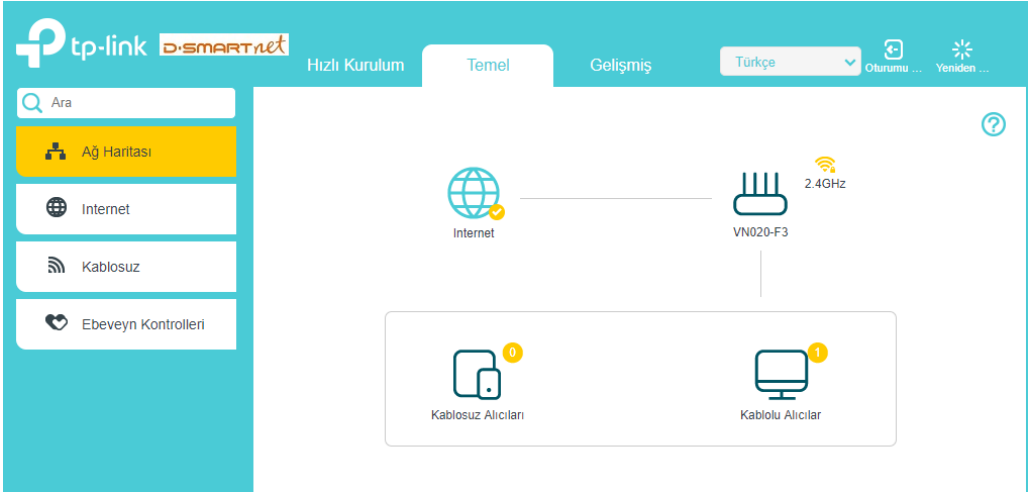 tp-link D·SMARTnet
Hızlı Kurulum
Temel
Gelişmiş
Türkçe
Oturumu ...
Yeniden ...
Ara
Ağ Haritası
Internet
Kablosuz
Ebeveyn Kontrolleri
2.4GHz
Internet
VN020-F3
0
1
Kablosuz Alıcıları
Kablolu Alıcılar